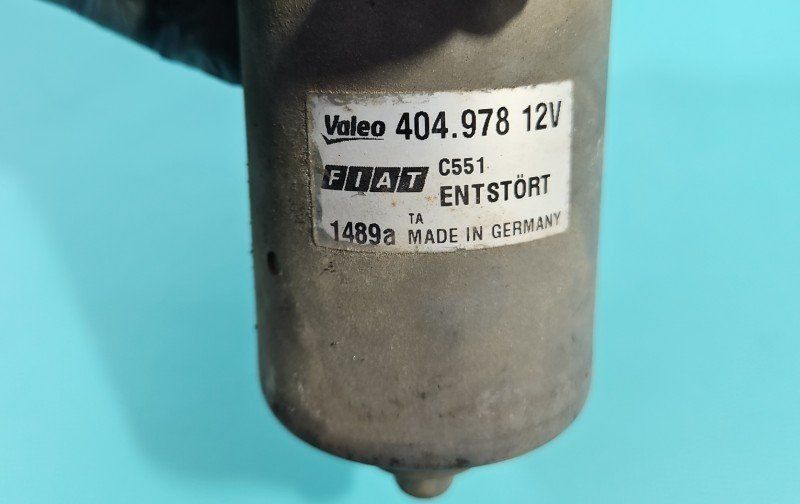 Valeo 404.978 12V
FIAT C551
ENTSTÖRT
1489a TA MADE IN GERMANY